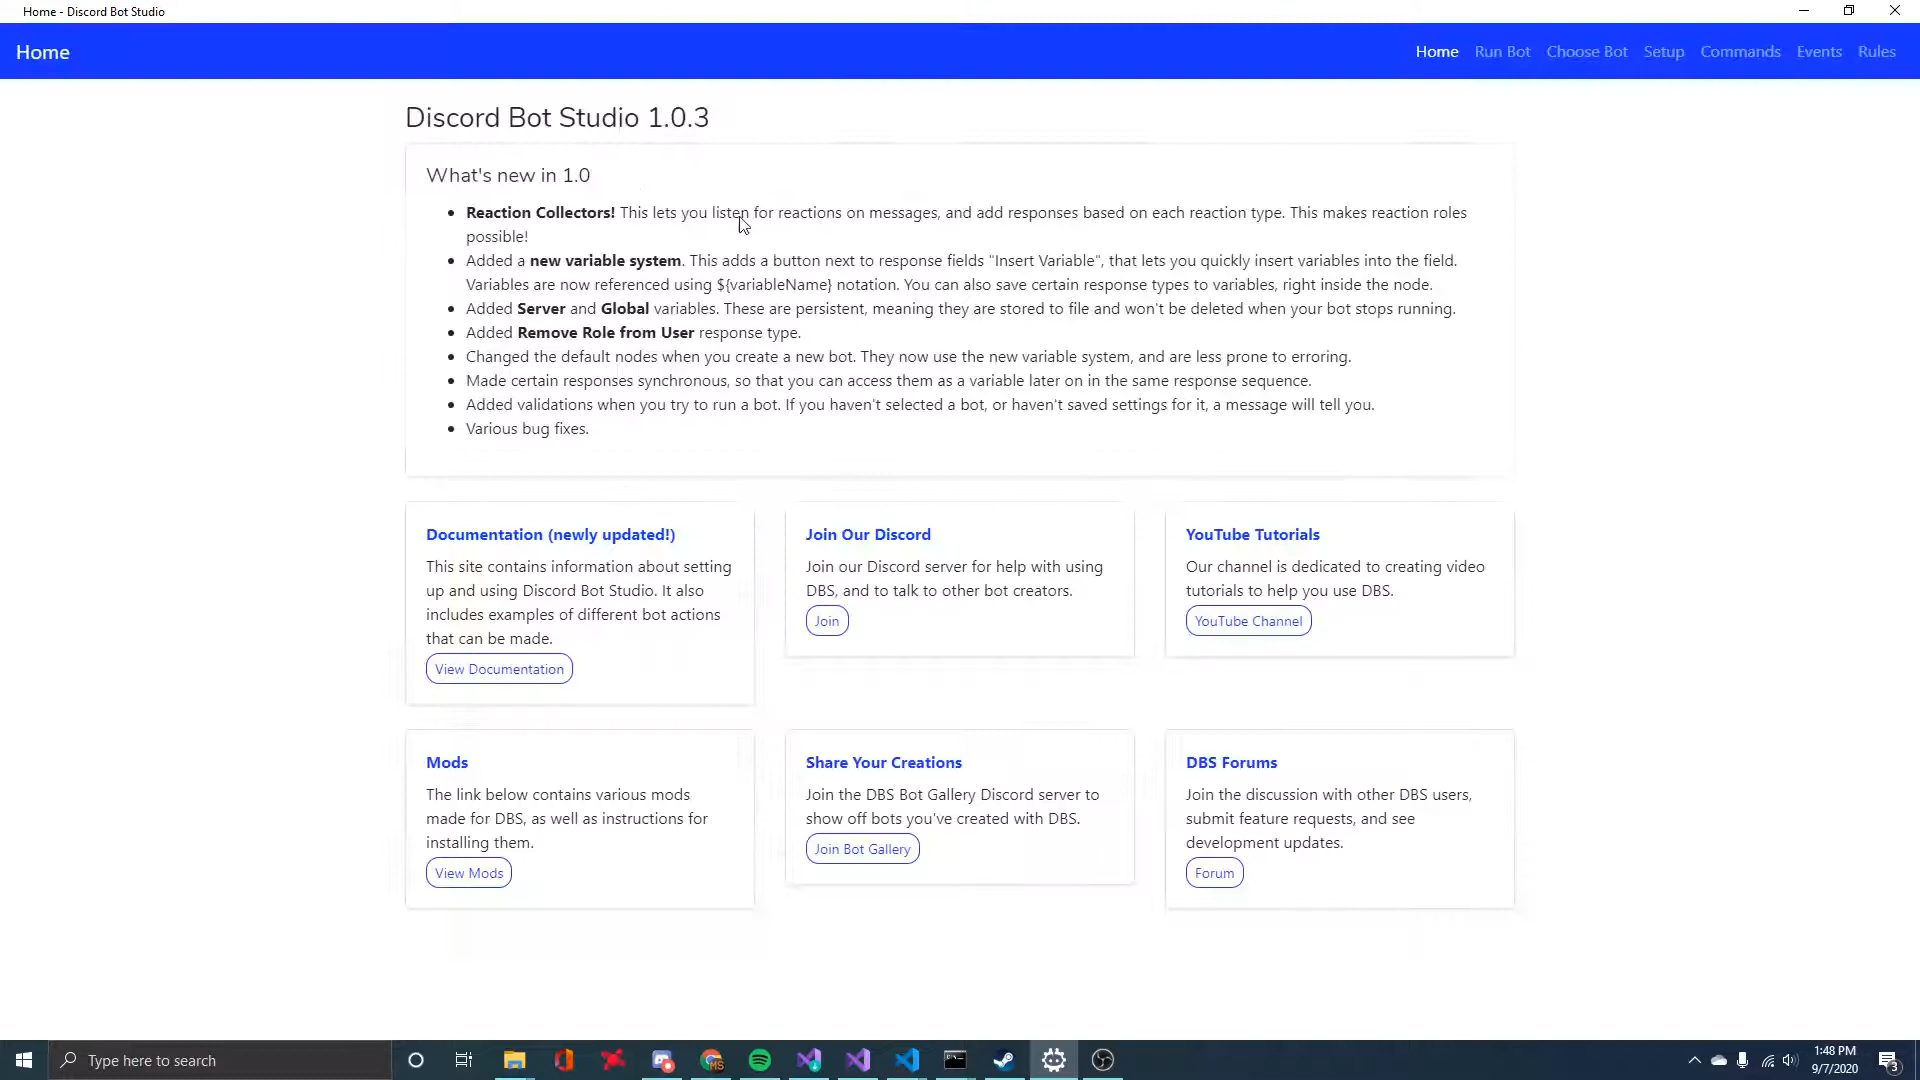 Home - Discord Bot Studio
Home
Home Run Bot Choose Bot Setup Commands Events Rules
Discord Bot Studio 1.0.3
What's new in 1.0
Reaction Collectors! This lets you listen for reactions on messages, and add responses based on each reaction type. This makes reaction roles
possible!
Added a new variable system. This adds a button next to response fields "Insert Variable", that lets you quickly insert variables into the field.
Variables are now referenced using ${variableName} notation. You can also save certain response types to variables, right inside the node.
Added Server and Global variables. These are persistent, meaning they are stored to file and won't be deleted when your bot stops running.
Added Remove Role from User response type.
Changed the default nodes when you create a new bot. They now use the new variable system, and are less prone to erroring.
Made certain responses synchronous, so that you can access them as a variable later on in the same response sequence.
Added validations when you try to run a bot. If you haven't selected a bot, or haven't saved settings for it, a message will tell you.
Various bug fixes.
Documentation (newly updated!)
This site contains information about setting
up and using Discord Bot Studio. It also
includes examples of different bot actions
that can be made.
View Documentation
Join Our Discord
Join our Discord server for help with using
DBS, and to talk to other bot creators.
Join
YouTube Tutorials
Our channel is dedicated to creating video
tutorials to help you use DBS.
YouTube Channel
Mods
The link below contains various mods
made for DBS, as well as instructions for
installing them.
View Mods
Share Your Creations
Join the DBS Bot Gallery Discord server to
show off bots you've created with DBS.
Join Bot Gallery
DBS Forums
Join the discussion with other DBS users,
submit feature requests, and see
development updates.
Forum
Type here to search
MS
1:48 PM
9/7/2020
3